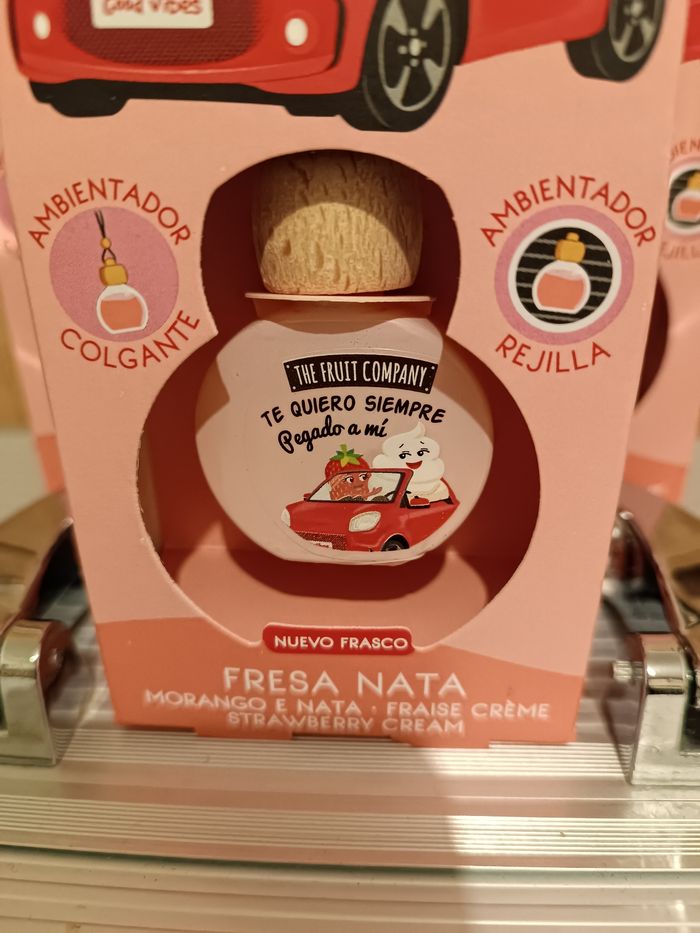 Good Vibes
AMBIENTADOR
COLGANTE
AMBIENTADOR
REJILLA
THE FRUIT COMPANY
TE QUIERO SIEMPRE
Pegado a mí
NUEVO FRASCO
FRESA NATA
MORANGO E NATA · FRAISE CRÈME
STRAWBERRY CREAM